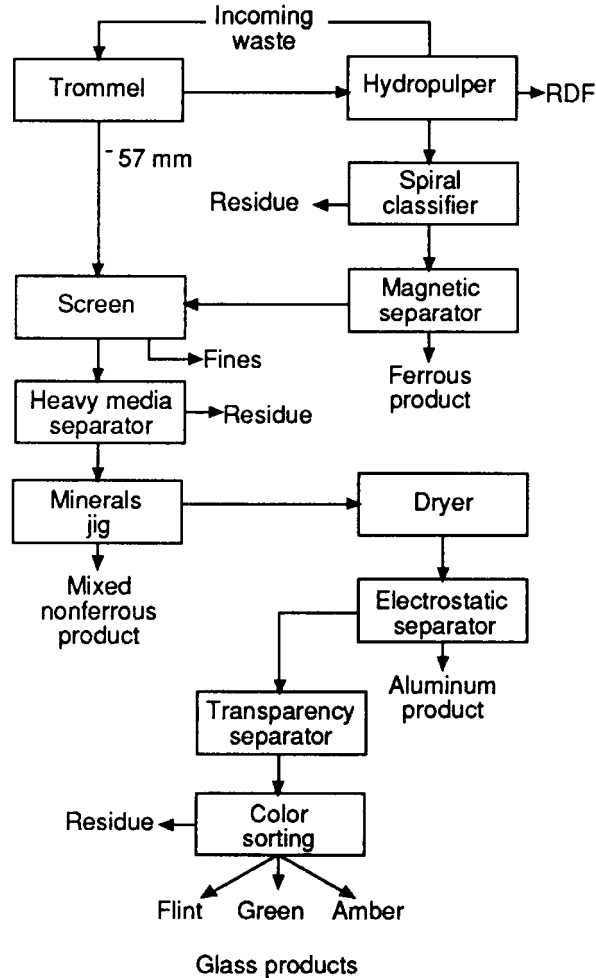 Incoming
waste
Trommel
Hydropulper
RDF
- 57 mm
Spiral
classifier
Residue
Magnetic
separator
Screen
Fines
Ferrous
product
Heavy media
separator
Residue
Minerals
jig
Dryer
Mixed
nonferrous
product
Electrostatic
separator
Aluminum
product
Transparency
separator
Color
sorting
Residue
Flint
Green
Amber
Glass products